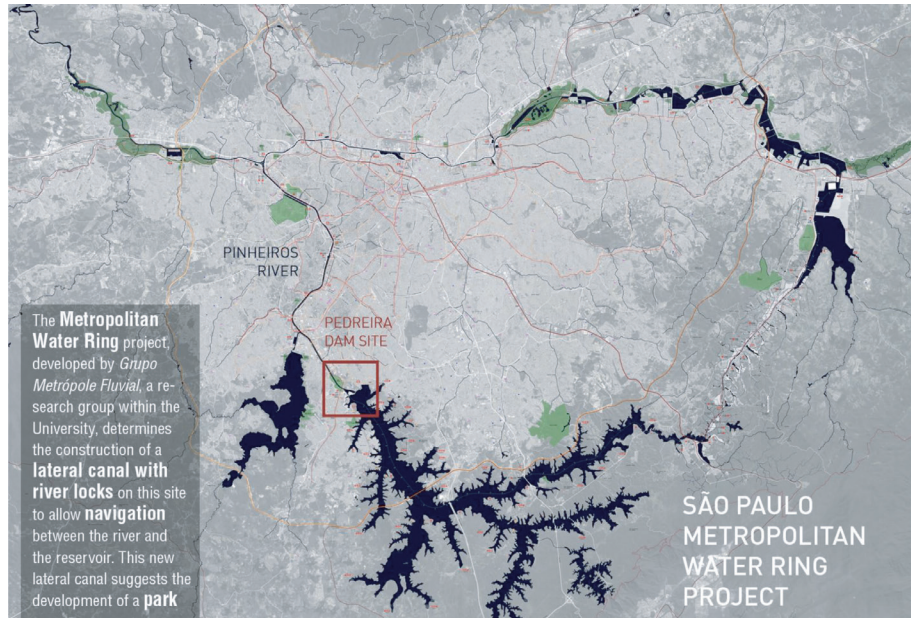 PINHEIROS
RIVER
PEDREIRA
DAM SITE
The Metropolitan
Water Ring project,
developed by Grupo
Metrópole Fluvial, a re-
search group within the
University, determines
the construction of a
lateral canal with
river locks on this site
to allow navigation
between the river and
the reservoir. This new
lateral canal suggests the
development of a park
SÃO PAULO
METROPOLITAN
WATER RING
PROJECT